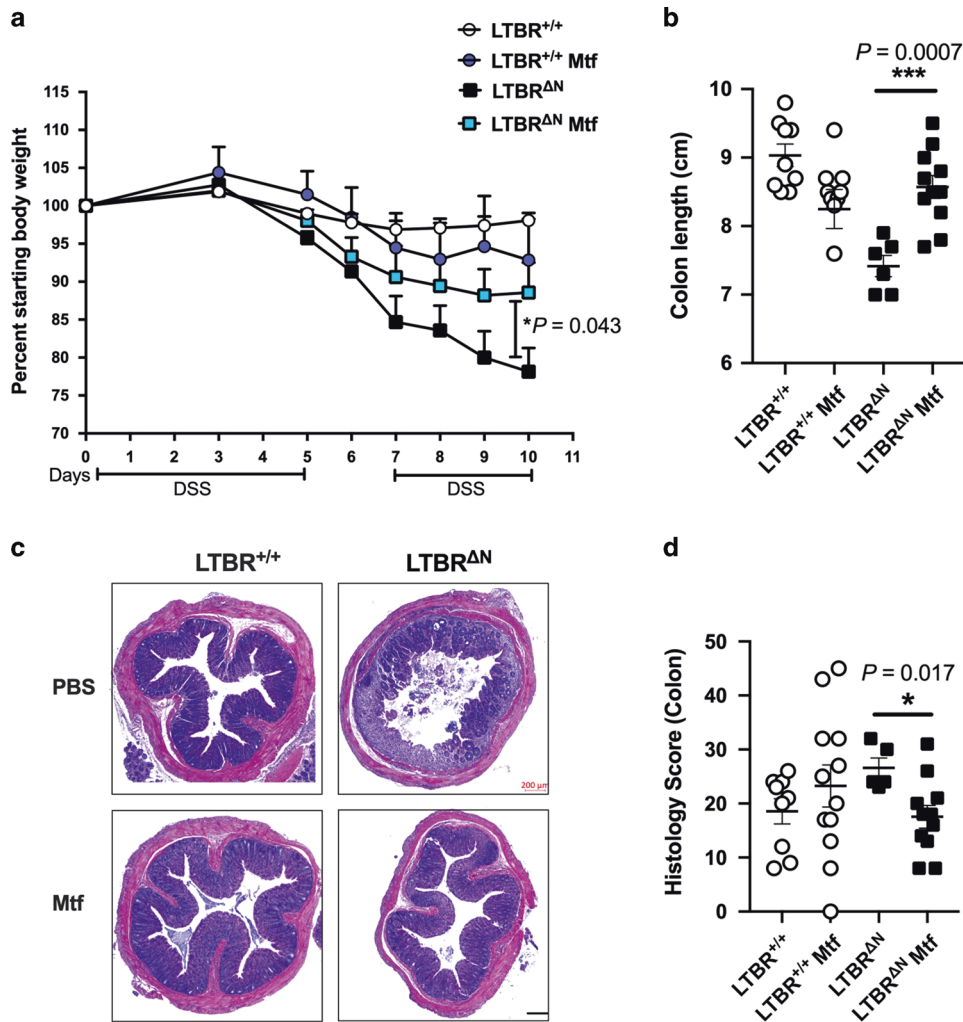 a
LTBR+/+
LTBR+/+ Mtf
LTBRΔN
LTBRΔN Mtf
Percent starting body weight
115
110
105
100
95
90
85
80
75
70
*P = 0.043
0 1 2 3 4 5 6 7 8 9 10 11
Days
DSS DSS
b
P = 0.0007
***
Colon length (cm)
10
9
8
7
6
LTBR+/+
LTBR+/+ Mtf
LTBRΔN
LTBRΔN Mtf
c
LTBR+/+ LTBRΔN
PBS
200 µm
Mtf
d
Histology Score (Colon)
50
40
30
20
10
0
P = 0.017
*
LTBR+/+
LTBR+/+ Mtf
LTBRΔN
LTBRΔN Mtf